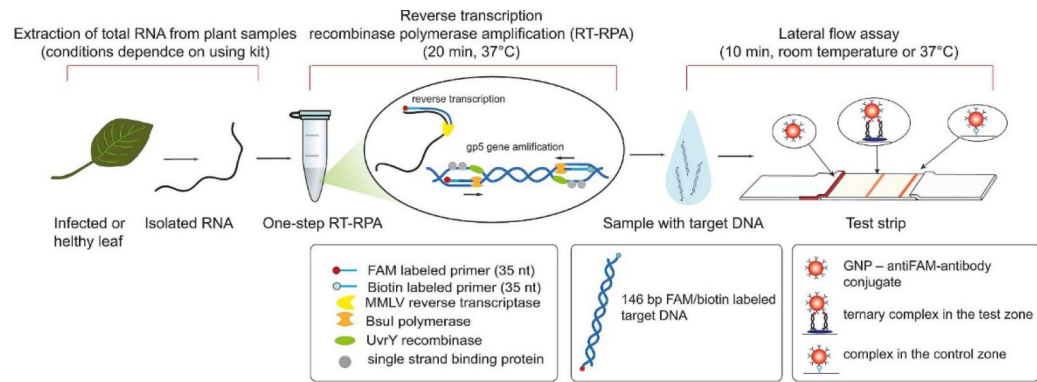 Extraction of total RNA from plant samples
(conditions dependce on using kit)
Reverse transcription
recombinase polymerase amplification (RT-RPA)
(20 min, 37°C)
Lateral flow assay
(10 min, room temperature or 37°C)
reverse transcription
gp5 gene amlification
Infected or
helthy leaf
Isolated RNA
One-step RT-RPA
Sample with target DNA
Test strip
FAM labeled primer (35 nt)
Biotin labeled primer (35 nt)
MMLV reverse transcriptase
BsuI polymerase
UvrY recombinase
single strand binding protein
146 bp FAM/biotin labeled
target DNA
GNP – antiFAM-antibody
conjugate
ternary complex in the test zone
complex in the control zone